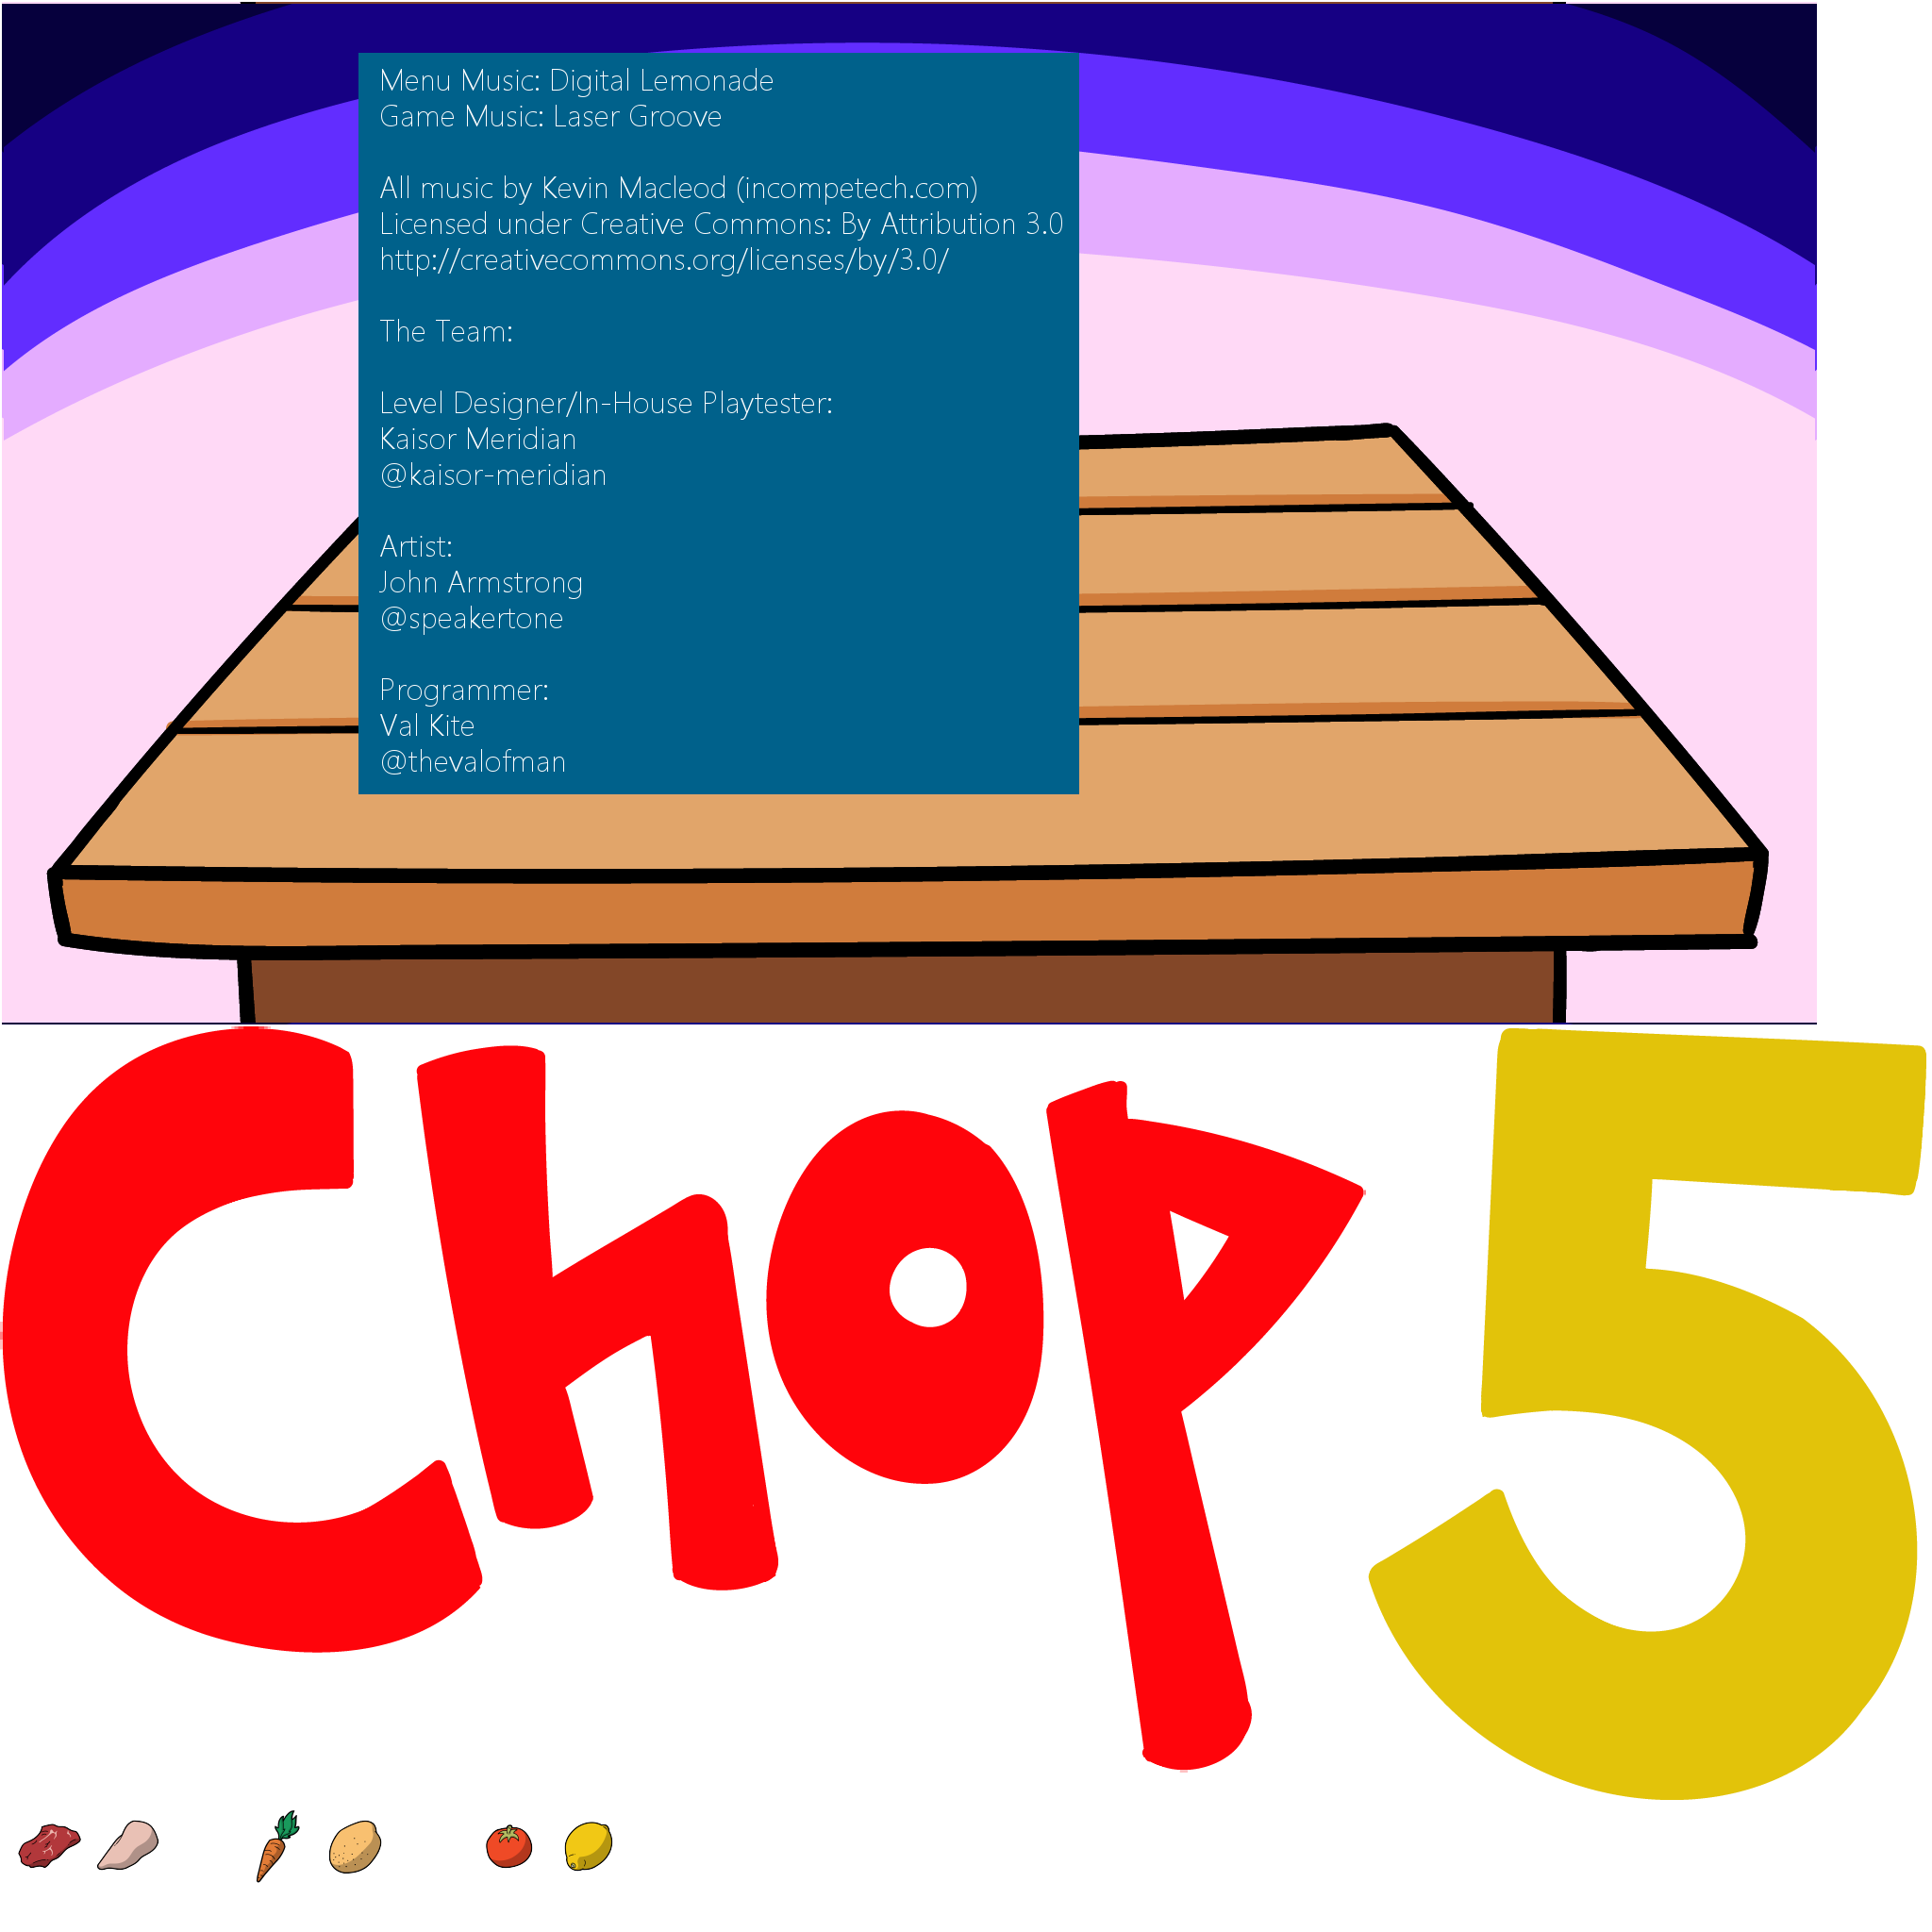 Menu Music: Digital Lemonade
Game Music: Laser Groove
All music by Kevin Macleod (incompetech.com)
Licensed under Creative Commons: By Attribution 3.0
http://creativecommons.org/licenses/by/3.0/
The Team:
Level Designer/In-House Playtester:
Kaisor Meridian
@kaisor-meridian
Artist:
John Armstrong
@speakertone
Programmer:
Val Kite
@thevalofman
Chop 5